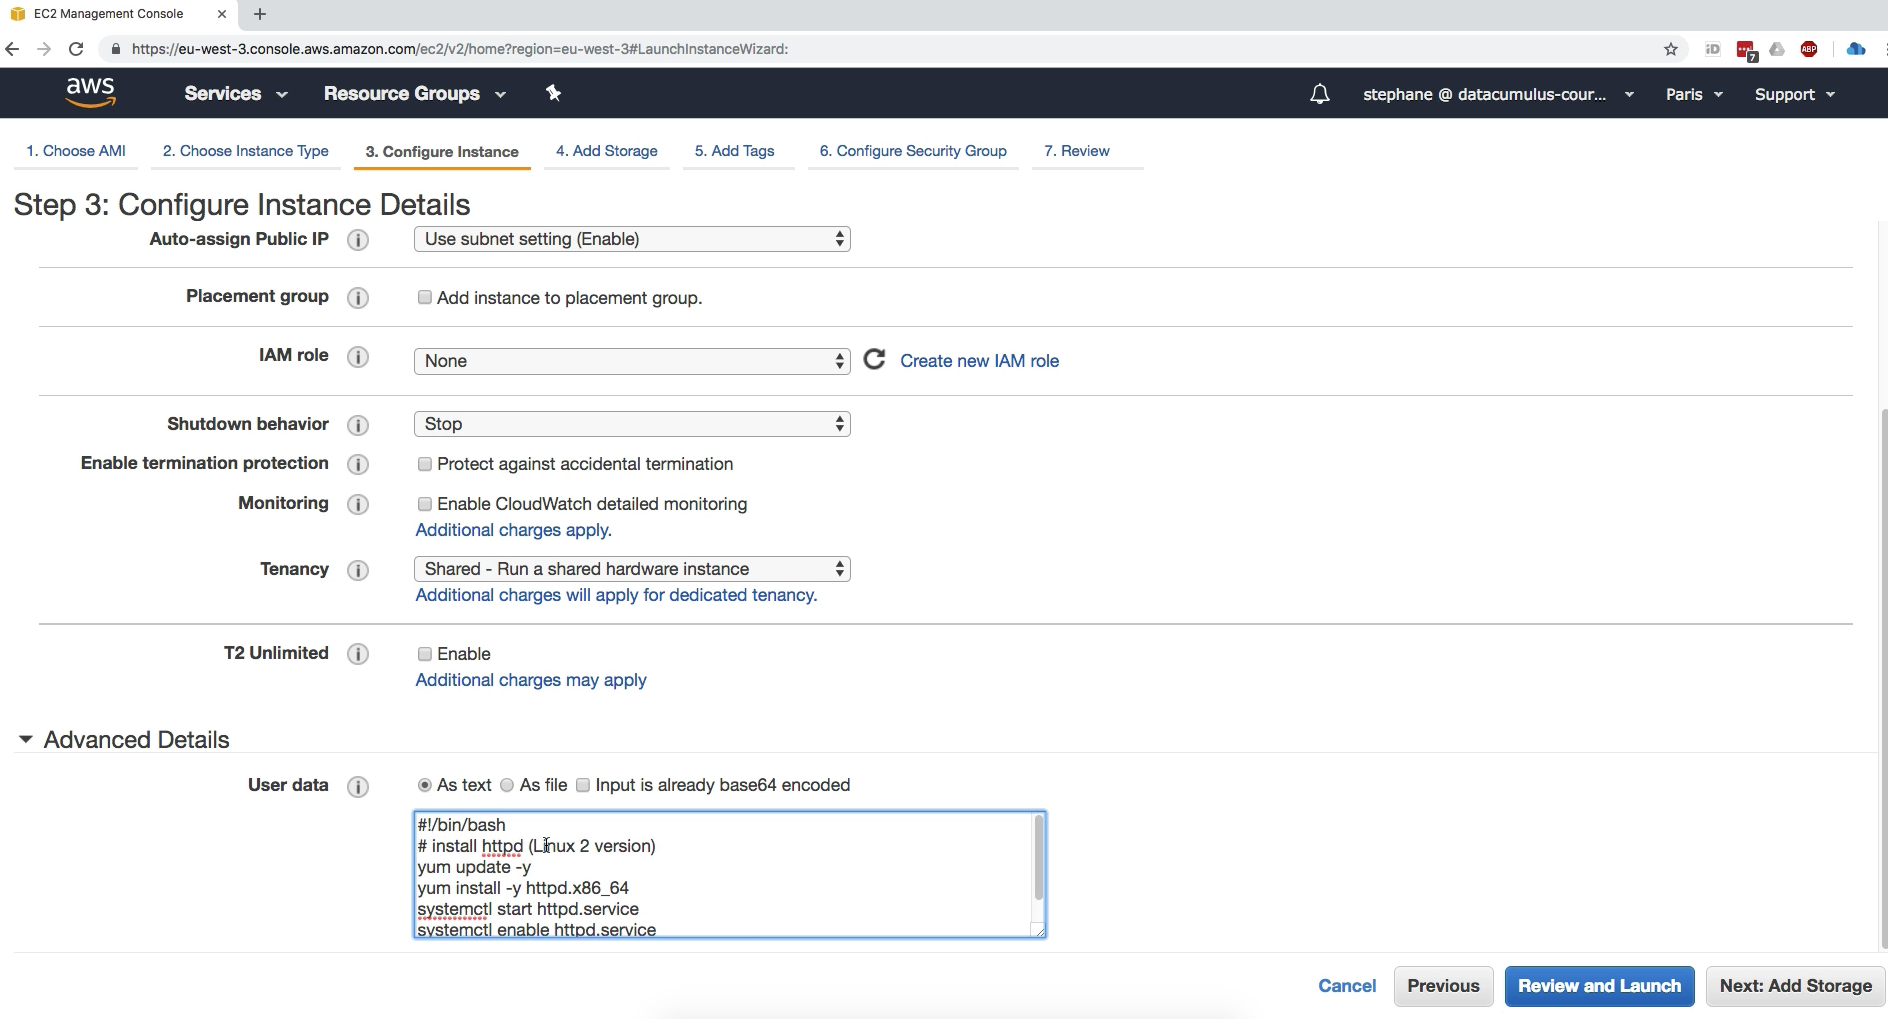 EC2 Management Console
https://eu-west-3.console.aws.amazon.com/ec2/v2/home?region=eu-west-3#LaunchInstanceWizard:
iD
7
ABP
aws
Services
Resource Groups
stephane @ datacumulus-cour...
Paris
Support
1. Choose AMI
2. Choose Instance Type
3. Configure Instance
4. Add Storage
5. Add Tags
6. Configure Security Group
7. Review
Step 3: Configure Instance Details
Auto-assign Public IP
i
Use subnet setting (Enable)
Placement group
i
Add instance to placement group.
IAM role
i
None
Create new IAM role
Shutdown behavior
i
Stop
Enable termination protection
i
Protect against accidental termination
Monitoring
i
Enable CloudWatch detailed monitoring
Additional charges apply.
Tenancy
i
Shared - Run a shared hardware instance
Additional charges will apply for dedicated tenancy.
T2 Unlimited
i
Enable
Additional charges may apply
Advanced Details
User data
i
As text
As file
Input is already base64 encoded
#!/bin/bash
# install httpd (Linux 2 version)
yum update -y
yum install -y httpd.x86_64
systemctl start httpd.service
systemctl enable httpd.service
Cancel
Previous
Review and Launch
Next: Add Storage